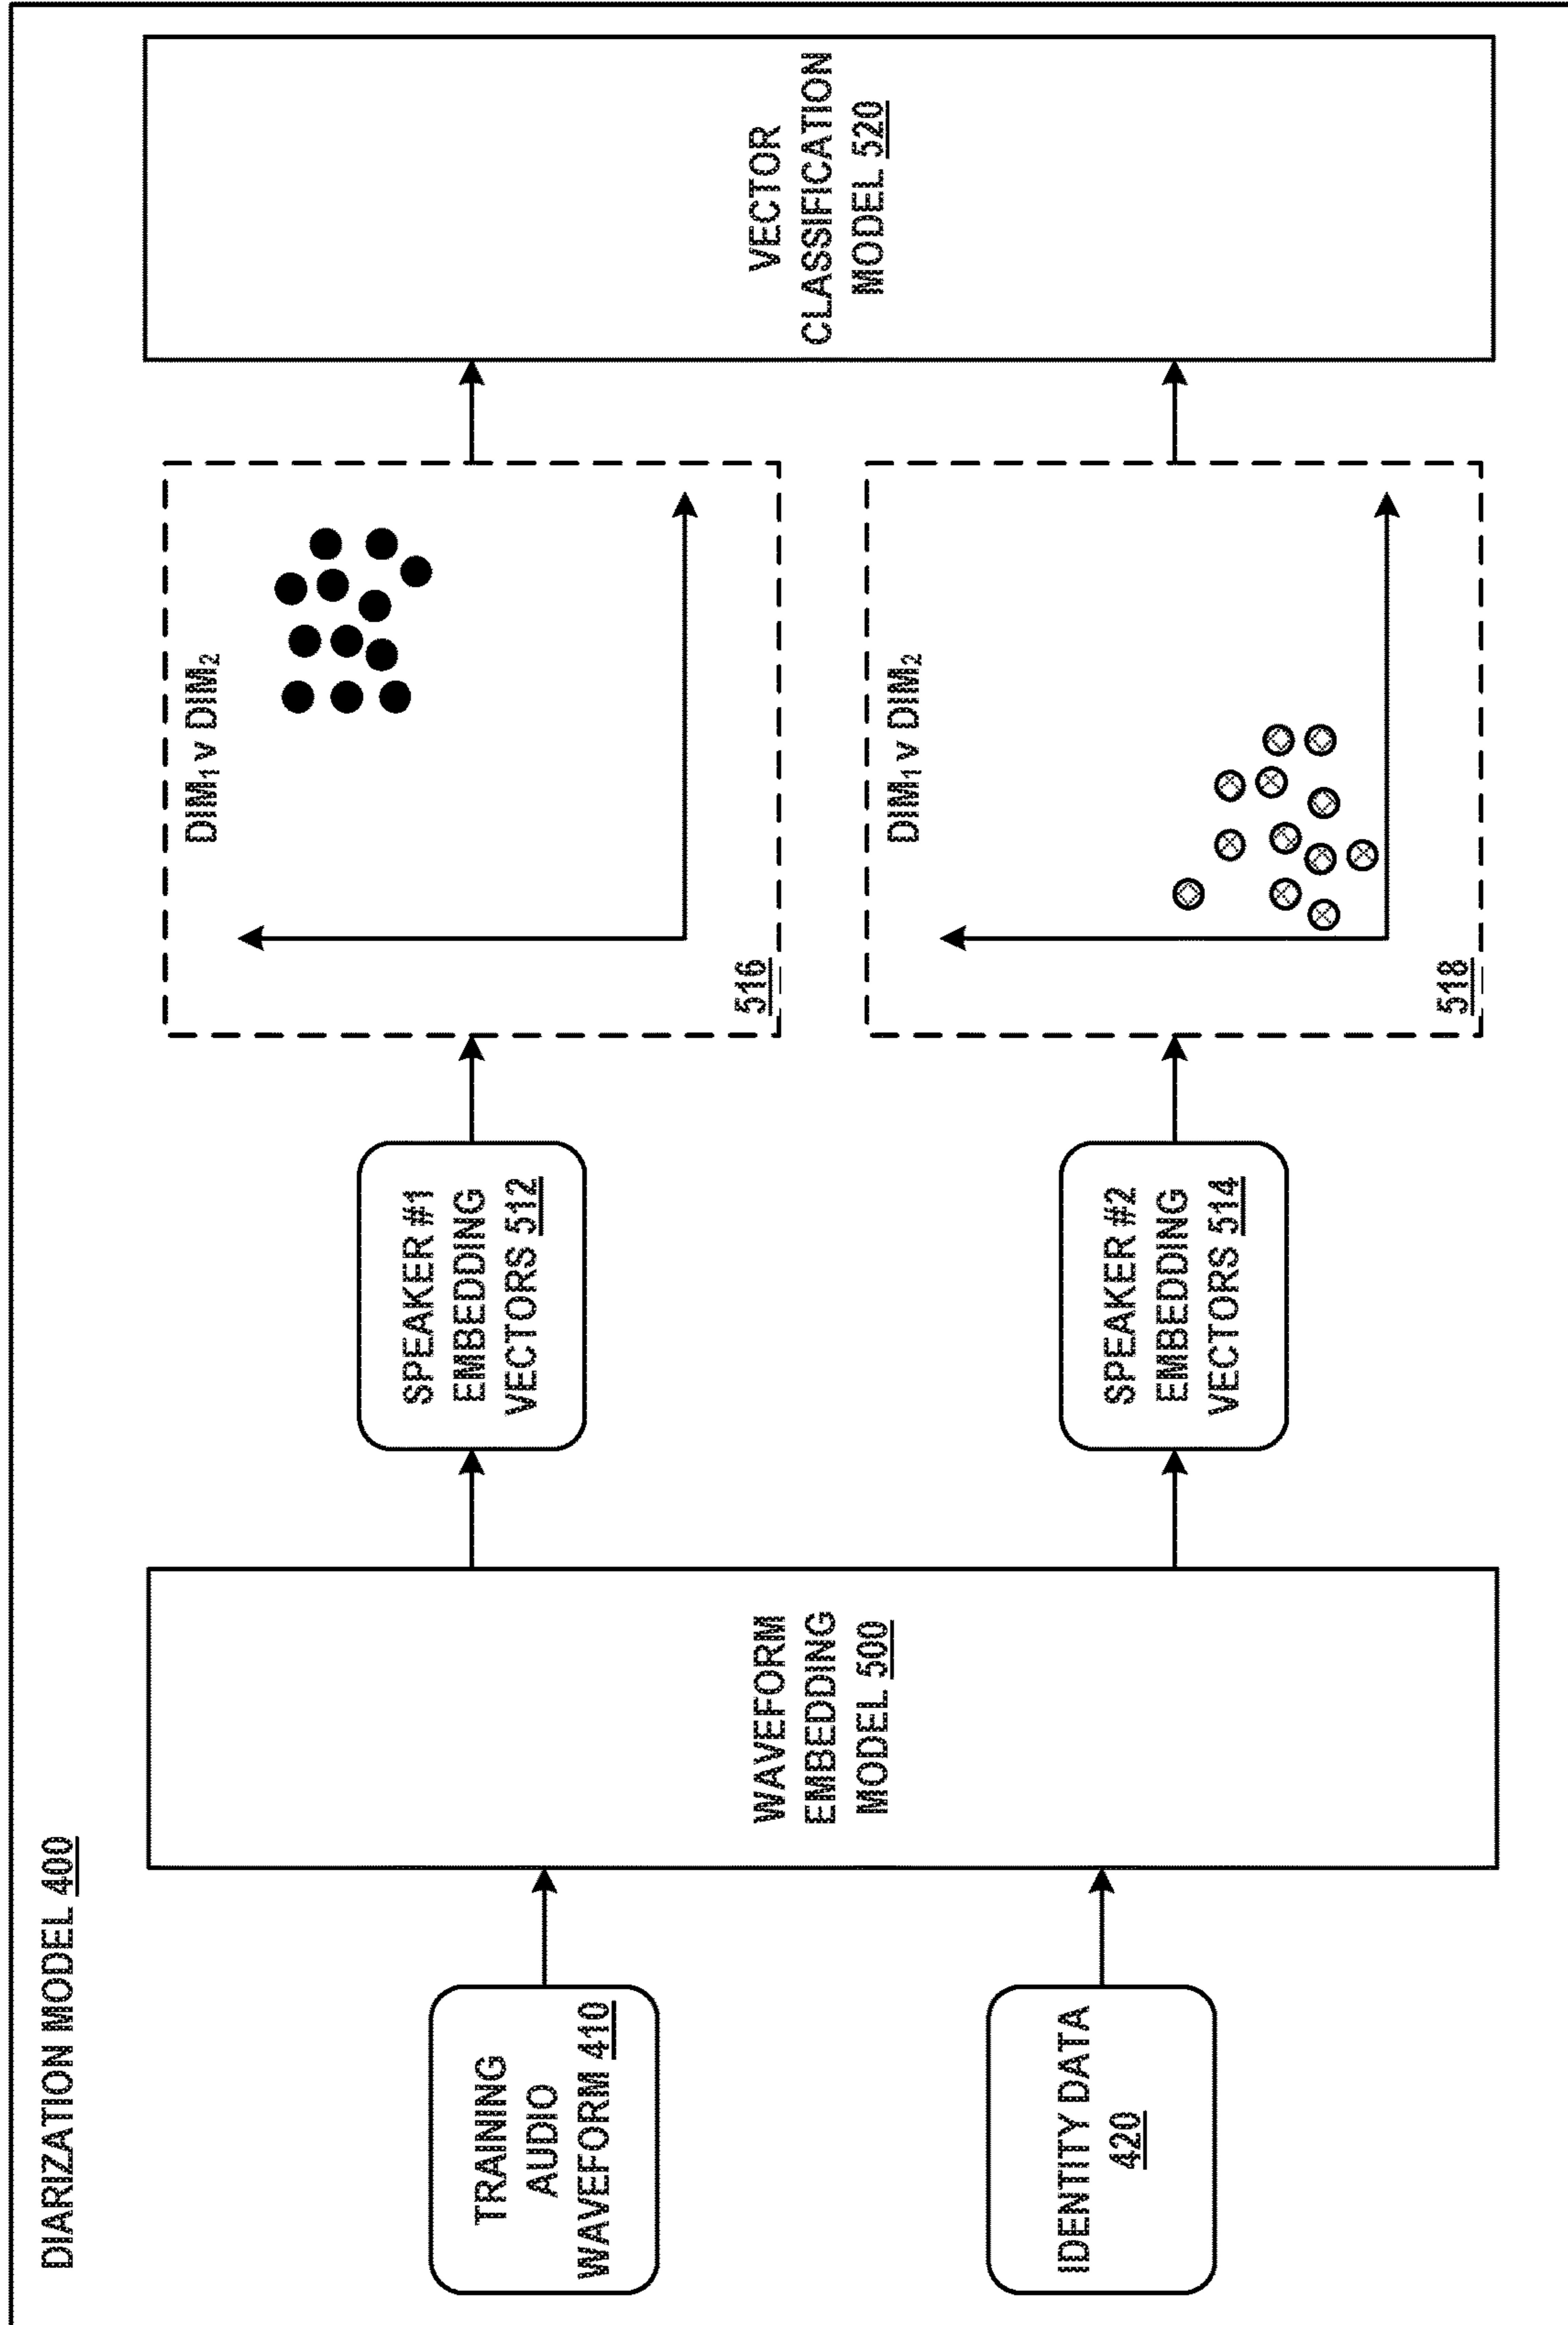 DIARIZATION MODEL 400
TRAINING
AUDIO
WAVEFORM 410
IDENTITY DATA
420
WAVEFORM
EMBEDDING
MODEL 500
SPEAKER #1
EMBEDDING
VECTORS 512
SPEAKER #2
EMBEDDING
VECTORS 514
DIM₁ v DIM₂
516
DIM₁ v DIM₂
518
VECTOR
CLASSIFICATION
MODEL 520